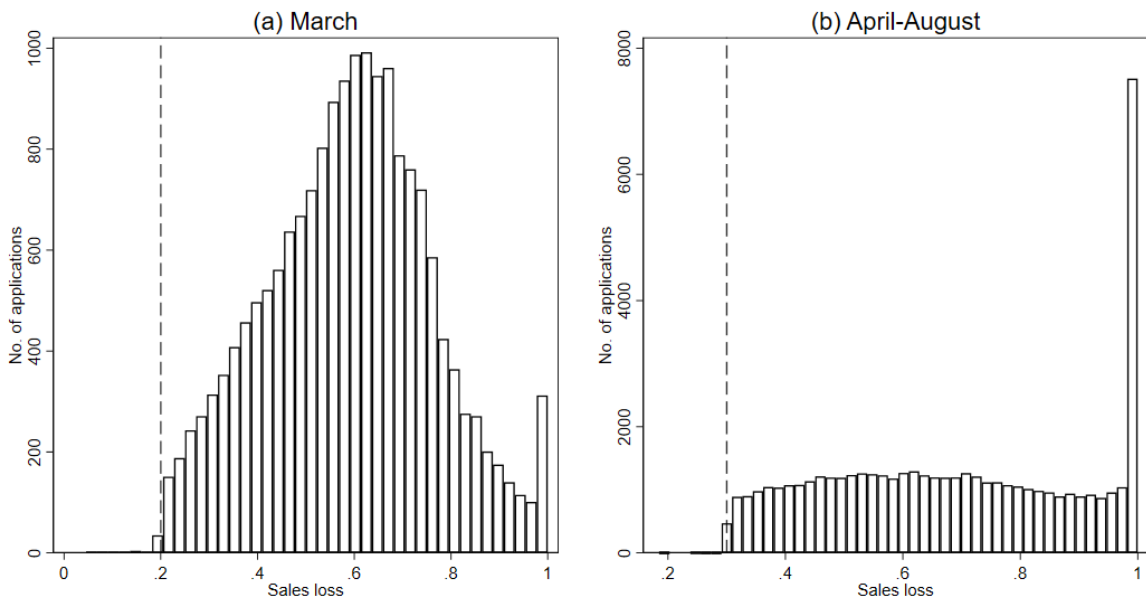 (a) March
No. of applications
1000
800
600
400
200
0
0 .2 .4 .6 .8 1
Sales loss
(b) April-August
No. of applications
8000
6000
4000
2000
0
.2 .4 .6 .8 1
Sales loss